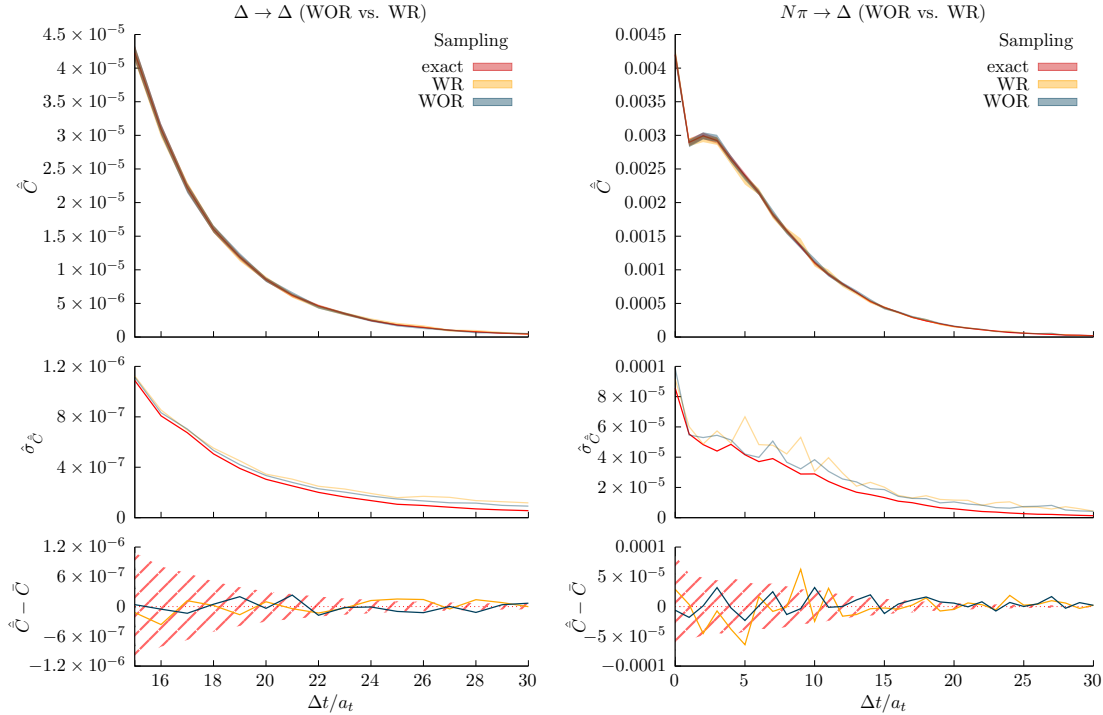 Δ → Δ (WOR vs. WR)
4.5 × 10⁻⁵
4 × 10⁻⁵
3.5 × 10⁻⁵
3 × 10⁻⁵
2.5 × 10⁻⁵
2 × 10⁻⁵
1.5 × 10⁻⁵
1 × 10⁻⁵
5 × 10⁻⁶
0
Ĉ̄
Sampling
exact
WR
WOR
1.2 × 10⁻⁶
8 × 10⁻⁷
4 × 10⁻⁷
0
σ̂_Ĉ̄
1.2 × 10⁻⁶
6 × 10⁻⁷
0
−6 × 10⁻⁷
−1.2 × 10⁻⁶
Ĉ̄ − C̄
16 18 20 22 24 26 28 30
Δt/aₜ
Nπ → Δ (WOR vs. WR)
0.0045
0.004
0.0035
0.003
0.0025
0.002
0.0015
0.001
0.0005
0
Ĉ̄
Sampling
exact
WR
WOR
0.0001
8 × 10⁻⁵
6 × 10⁻⁵
4 × 10⁻⁵
2 × 10⁻⁵
0
σ̂_Ĉ̄
0.0001
5 × 10⁻⁵
0
−5 × 10⁻⁵
−0.0001
Ĉ̄ − C̄
0 5 10 15 20 25 30
Δt/aₜ